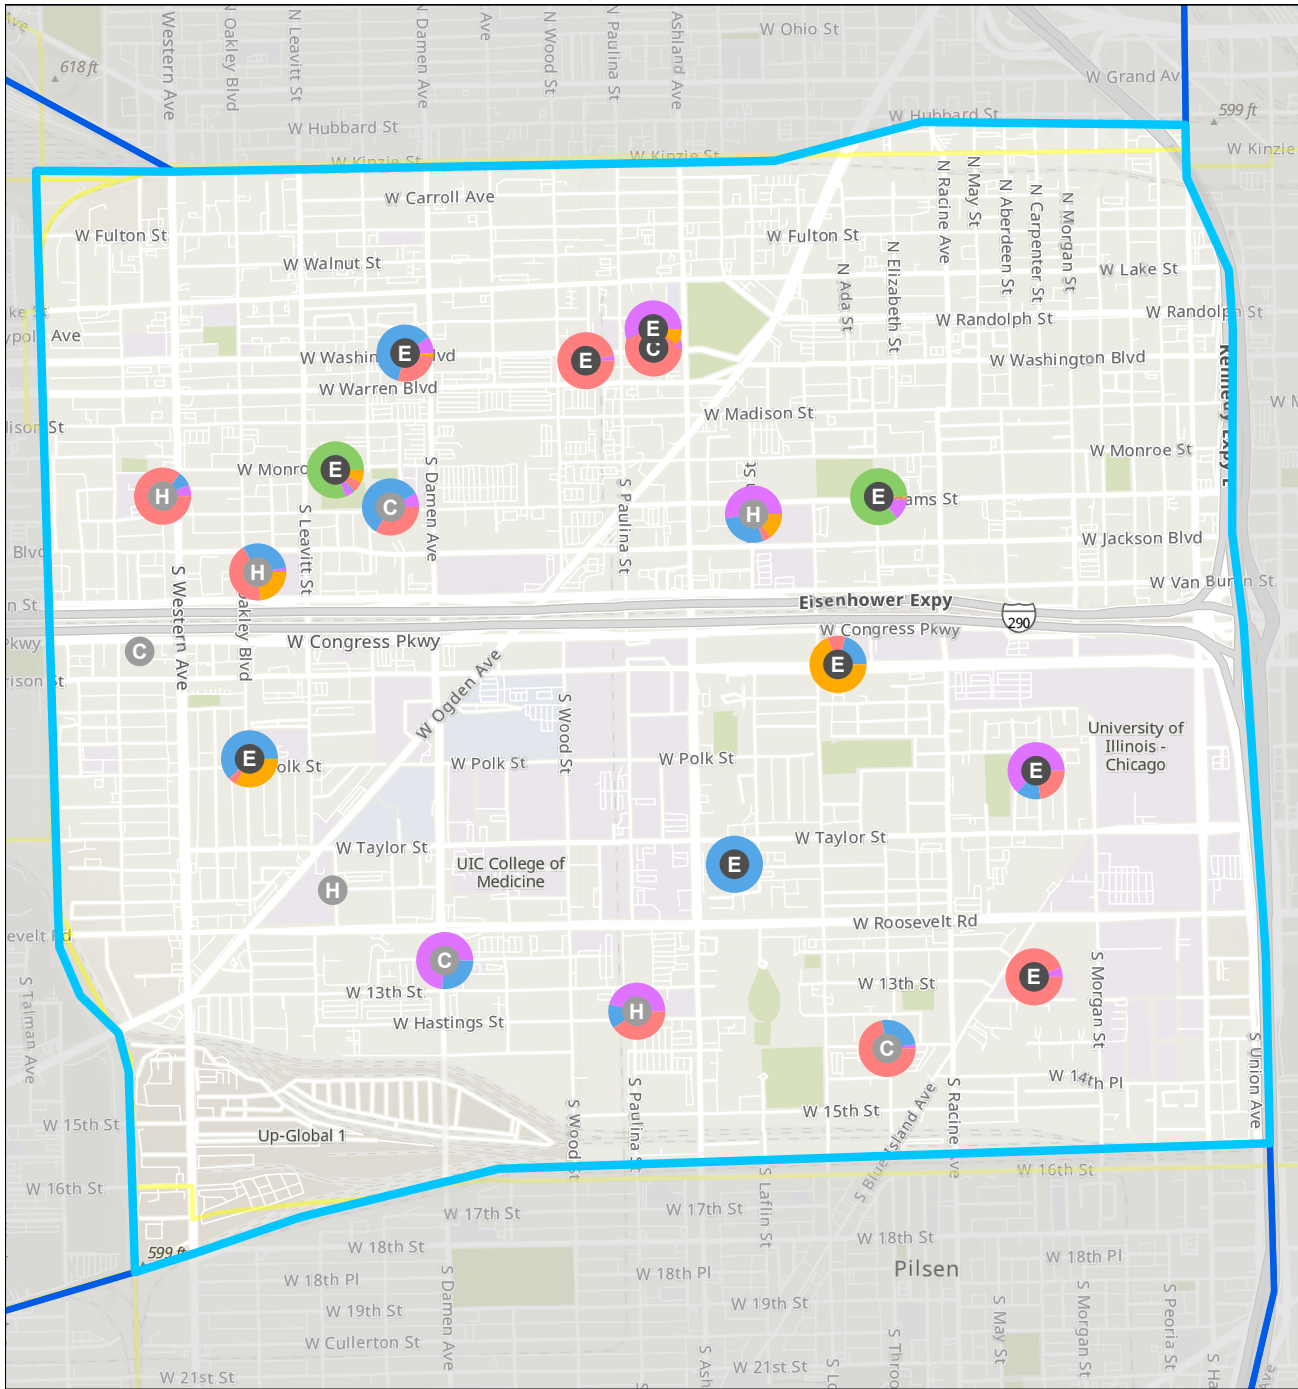 W Ohio St
Western Ave
N Oakley Blvd
N Leavitt St
N Damen Ave
Ave
N Wood St
N Paulina St
Ashland Ave
618 ft
W Grand Ave
599 ft
W Hubbard St
W Hubbard St
W Kinzie St
W Kinzie St
W Kinzie
W Carroll Ave
N Racine Ave
N May St
N Aberdeen St
N Carpenter St
N Morgan St
W Fulton St
W Fulton St
W Walnut St
N Ada St
N Elizabeth St
W Lake St
W Randolph St
W Randolph St
Ave
W Washin
lvd
W Washington Blvd
W Warren Blvd
Kennedy Expy E
E
E
E
C
E
W Madison St
W Monroe St
W Monro
E
H
C
S Damen Ave
S Paulina St
H
E
ams St
S Leavitt St
W Jackson Blvd
Blvd
H
W Van Buren St
n St
Eisenhower Expy
290
Pkwy
W Congress Pkwy
W Congress Pkwy
C
S Western Ave
Oakley Blvd
E
W Ogden Ave
S Wood St
University of
Illinois -
Chicago
E
olk St
W Polk St
W Polk St
E
W Taylor St
W Taylor St
UIC College of
Medicine
E
H
W Roosevelt Rd
evelt Rd
C
W 13th St
W 13th St
E
S Talman Ave
W Hastings St
H
C
S Morgan St
S Union Ave
W 14th Pl
W 15th St
W 15th St
Up-Global 1
S Wood St
S Paulina St
S Blue Island Ave
S Racine Ave
W 16th St
W 16th St
S Laflin St
W 17th St
W 17th St
599 ft
W 18th St
W 18th St
W 18th Pl
W 18th Pl
W 18th Pl
Pilsen
S Damen Ave
W 19th St
W 19th St
S May St
S Morgan St
S Peoria St
W Cullerton St
S Ash
S Throo
W 21st St
W 21st St
S Ha
Ave